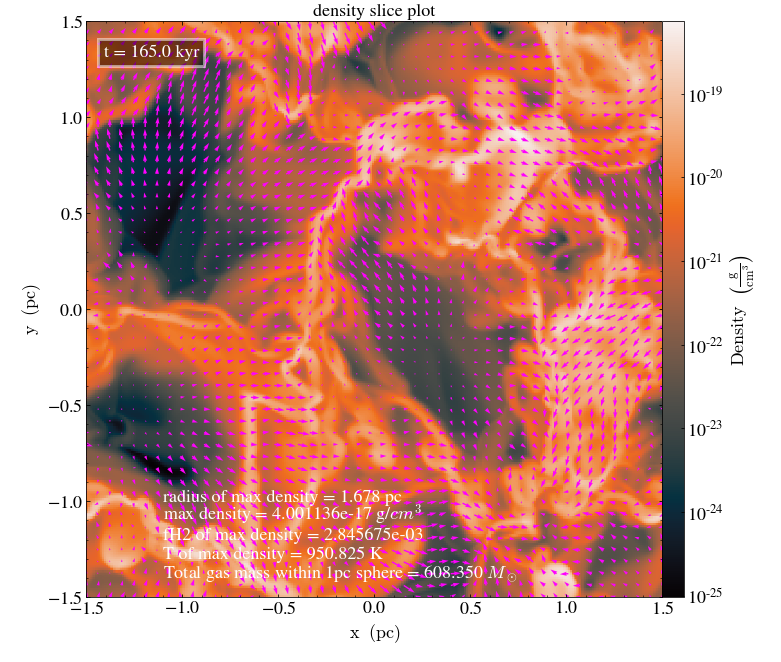 density slice plot
t = 165.0 kyr
radius of max density = 1.678 pc
max density = 4.001136e-17 g/cm³
fH2 of max density = 2.845675e-03
T of max density = 950.825 K
Total gas mass within 1pc sphere = 608.350 M⊙
1.5
1.0
0.5
0.0
−0.5
−1.0
−1.5
y (pc)
−1.5 −1.0 −0.5 0.0 0.5 1.0 1.5
x (pc)
10⁻¹⁹
10⁻²⁰
10⁻²¹
10⁻²²
10⁻²³
10⁻²⁴
10⁻²⁵
Density (g/cm³)